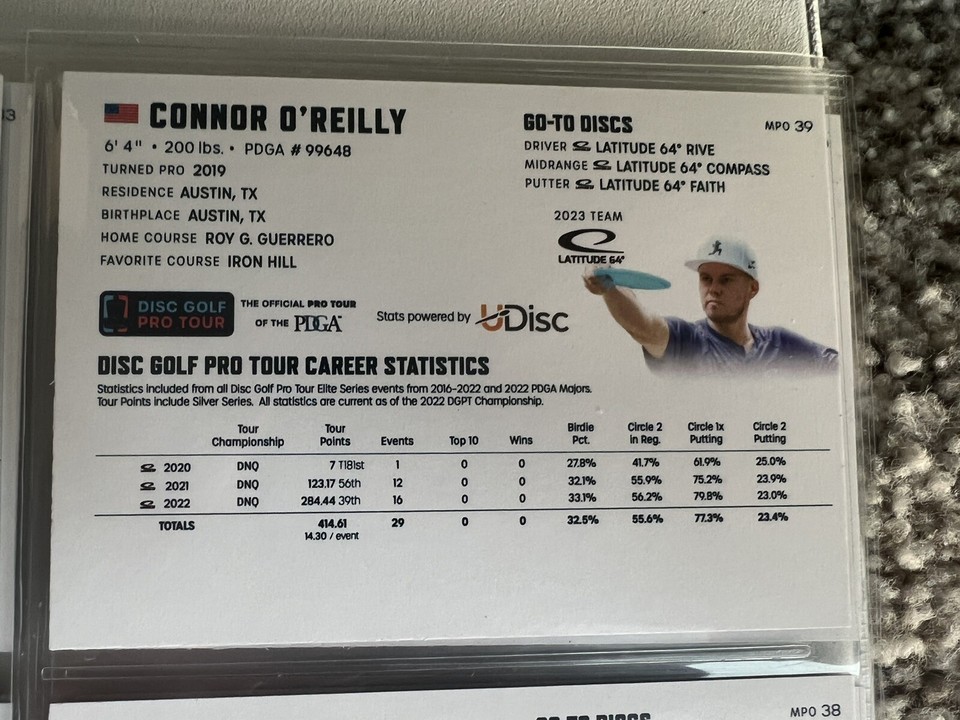 13
CONNOR O'REILLY
6' 4" • 200 lbs. • PDGA # 99648
TURNED PRO 2019
RESIDENCE AUSTIN, TX
BIRTHPLACE AUSTIN, TX
HOME COURSE ROY G. GUERRERO
FAVORITE COURSE IRON HILL
GO-TO DISCS
MPO 39
DRIVER LATITUDE 64° RIVE
MIDRANGE LATITUDE 64° COMPASS
PUTTER LATITUDE 64° FAITH
2023 TEAM
LATITUDE 64°
DISC GOLF
PRO TOUR
THE OFFICIAL PRO TOUR
OF THE PDGA
Stats powered by UDisc
DISC GOLF PRO TOUR CAREER STATISTICS
Statistics included from all Disc Golf Pro Tour Elite Series events from 2016-2022 and 2022 PDGA Majors.
Tour Points include Silver Series. All statistics are current as of the 2022 DGPT Championship.
Tour Championship Tour Points Events Top 10 Wins Birdie Pct. Circle 2 in Reg. Circle 1x Putting Circle 2 Putting
2020 DNQ 7 T181st 1 0 0 27.8% 41.7% 61.9% 25.0%
2021 DNQ 123.17 56th 12 0 0 32.1% 55.9% 75.2% 23.9%
2022 DNQ 284.44 39th 16 0 0 33.1% 56.2% 79.8% 23.0%
TOTALS 414.61 29 0 0 32.5% 55.6% 77.3% 23.4%
14.30 / event
GO-TO DISCS
MPO 38